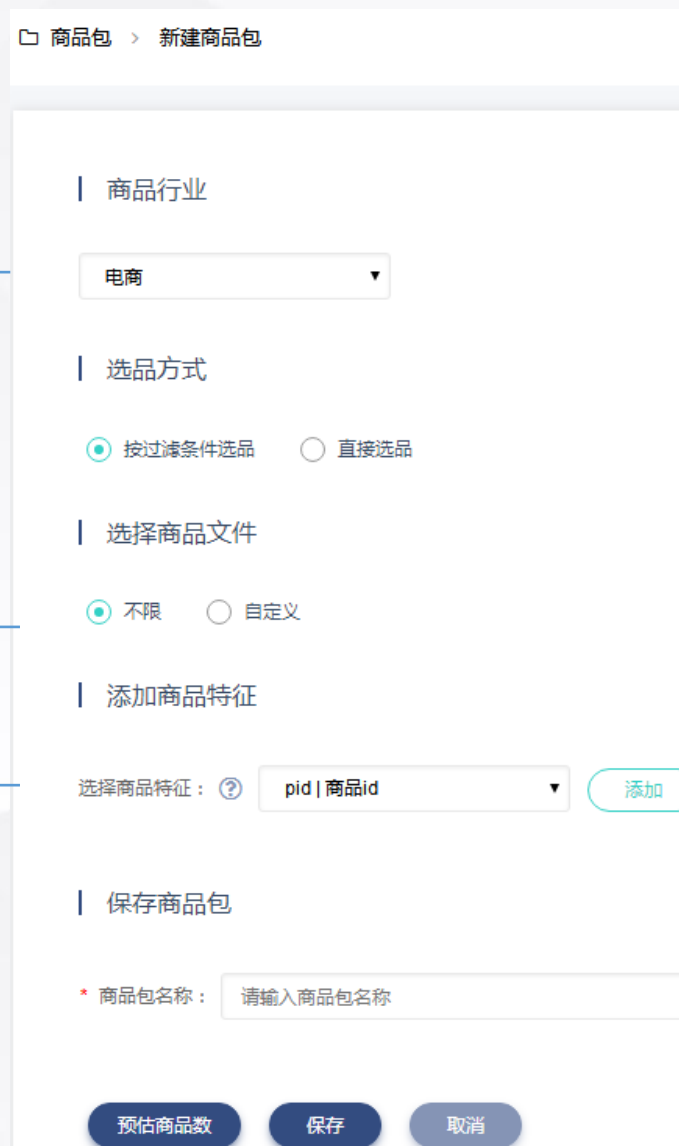 商品包 > 新建商品包
商品行业
电商
选品方式
按过滤条件选品 直接选品
选择商品文件
不限 自定义
添加商品特征
选择商品特征： ? pid | 商品id 添加
保存商品包
* 商品包名称： 请输入商品包名称
预估商品数 保存 取消